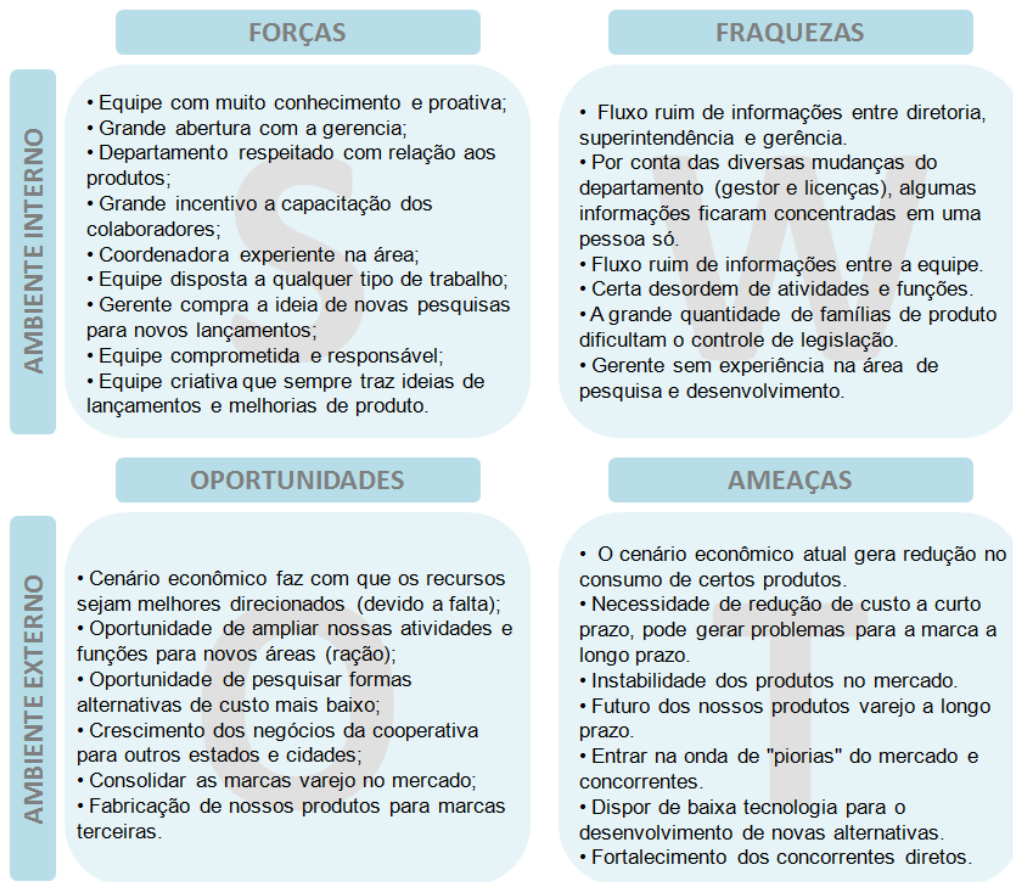 FORÇAS
FRAQUEZAS
AMBIENTE INTERNO
• Equipe com muito conhecimento e proativa;
• Grande abertura com a gerencia;
• Departamento respeitado com relação aos
produtos;
• Grande incentivo a capacitação dos
colaboradores;
• Coordenadora experiente na área;
• Equipe disposta a qualquer tipo de trabalho;
• Gerente compra a ideia de novas pesquisas
para novos lançamentos;
• Equipe comprometida e responsável;
• Equipe criativa que sempre traz ideias de
lançamentos e melhorias de produto.
S
• Fluxo ruim de informações entre diretoria,
superintendência e gerência.
• Por conta das diversas mudanças do
departamento (gestor e licenças), algumas
informações ficaram concentradas em uma
pessoa só.
• Fluxo ruim de informações entre a equipe.
• Certa desordem de atividades e funções.
• A grande quantidade de famílias de produto
dificultam o controle de legislação.
• Gerente sem experiência na área de
pesquisa e desenvolvimento.
W
OPORTUNIDADES
AMEAÇAS
AMBIENTE EXTERNO
• Cenário econômico faz com que os recursos
sejam melhores direcionados (devido a falta);
• Oportunidade de ampliar nossas atividades e
funções para novos áreas (ração);
• Oportunidade de pesquisar formas
alternativas de custo mais baixo;
• Crescimento dos negócios da cooperativa
para outros estados e cidades;
• Consolidar as marcas varejo no mercado;
• Fabricação de nossos produtos para marcas
terceiras.
O
• O cenário econômico atual gera redução no
consumo de certos produtos.
• Necessidade de redução de custo a curto
prazo, pode gerar problemas para a marca a
longo prazo.
• Instabilidade dos produtos no mercado.
• Futuro dos nossos produtos varejo a longo
prazo.
• Entrar na onda de "piorias" do mercado e
concorrentes.
• Dispor de baixa tecnologia para o
desenvolvimento de novas alternativas.
• Fortalecimento dos concorrentes diretos.
T